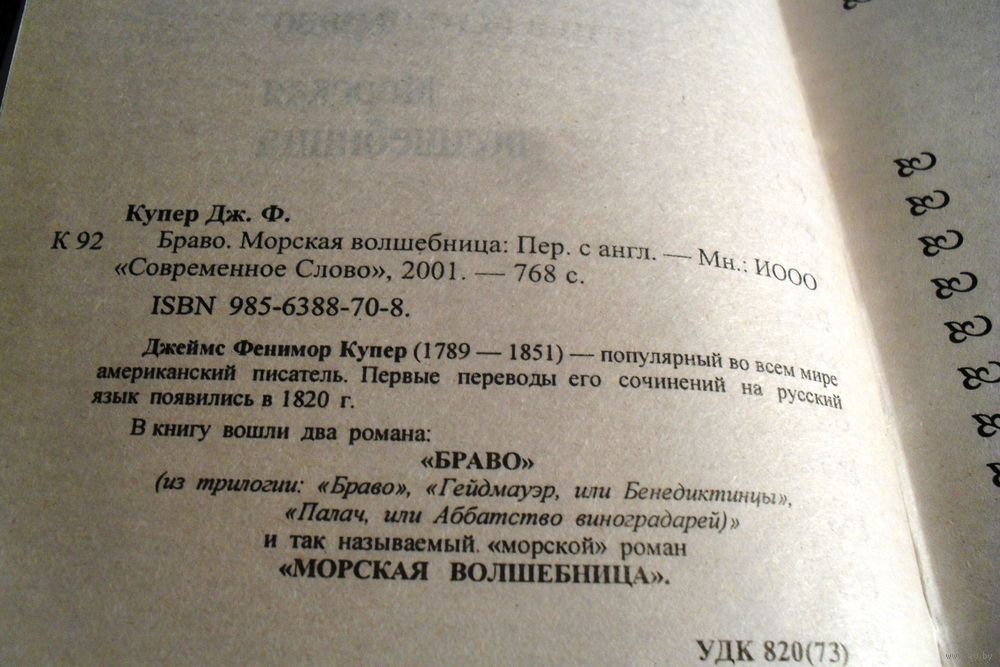 Купер Дж. Ф.
К 92 Браво. Морская волшебница: Пер. с англ. — Мн.: ИООО
«Современное Слово», 2001. — 768 с.
ISBN 985-6388-70-8.
Джеймс Фенимор Купер (1789 — 1851) — популярный во всем мире
американский писатель. Первые переводы его сочинений на русский
язык появились в 1820 г.
В книгу вошли два романа:
«БРАВО»
(из трилогии: «Браво», «Гейдмауэр, или Бенедиктинцы»,
«Палач, или Аббатство виноградарей)»
и так называемый «морской» роман
«МОРСКАЯ ВОЛШЕБНИЦА».
УДК 820(73)